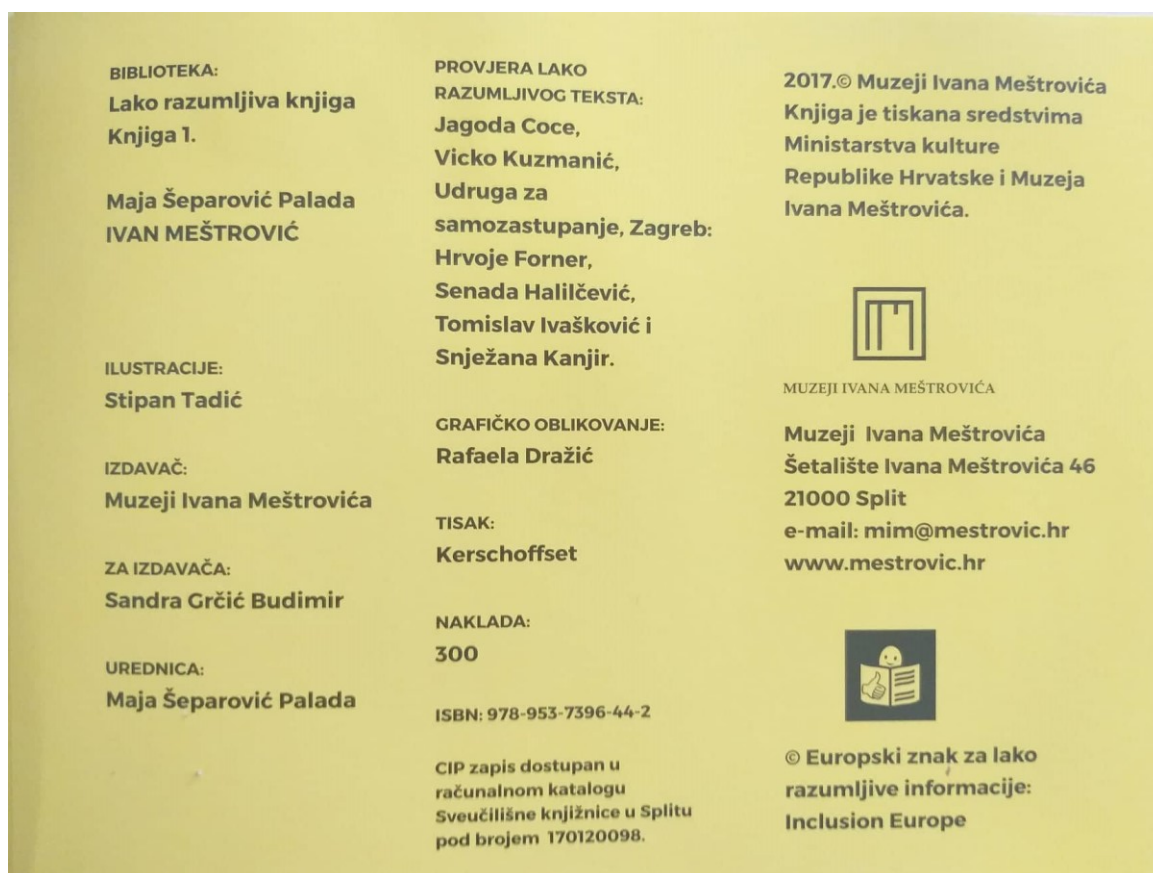 BIBLIOTEKA:
Lako razumljiva knjiga
Knjiga 1.
Maja Šeparović Palada
IVAN MEŠTROVIĆ
ILUSTRACIJE:
Stipan Tadić
IZDAVAČ:
Muzeji Ivana Meštrovića
ZA IZDAVAČA:
Sandra Grčić Budimir
UREDNICA:
Maja Šeparović Palada
PROVJERA LAKO
RAZUMLJIVOG TEKSTA:
Jagoda Coce,
Vicko Kuzmanić,
Udruga za
samozastupanje, Zagreb:
Hrvoje Forner,
Senada Halilčević,
Tomislav Ivašković i
Snježana Kanjir.
GRAFIČKO OBLIKOVANJE:
Rafaela Dražić
TISAK:
Kerschoffset
NAKLADA:
300
ISBN: 978-953-7396-44-2
CIP zapis dostupan u
računalnom katalogu
Sveučilišne knjižnice u Splitu
pod brojem 170120098.
2017.© Muzeji Ivana Meštrovića
Knjiga je tiskana sredstvima
Ministarstva kulture
Republike Hrvatske i Muzeja
Ivana Meštrovića.
MUZEJI IVANA MEŠTROVIĆA
Muzeji Ivana Meštrovića
Šetalište Ivana Meštrovića 46
21000 Split
e-mail: mim@mestrovic.hr
www.mestrovic.hr
© Europski znak za lako
razumljive informacije:
Inclusion Europe